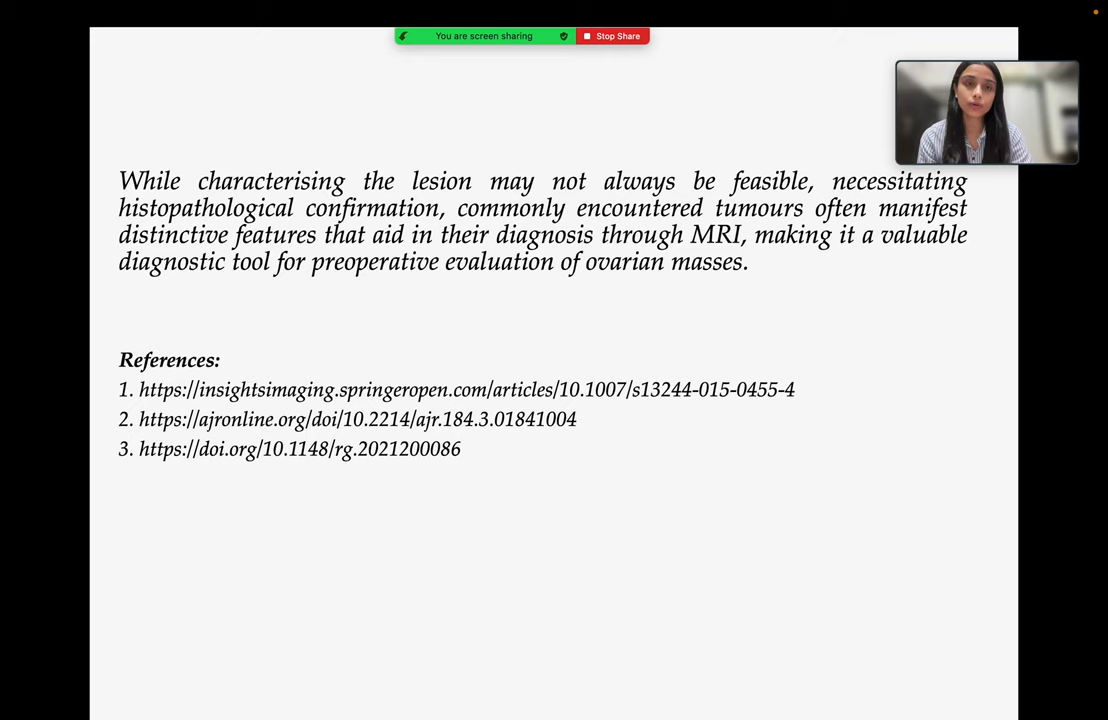 You are screen sharing
Stop Share
While characterising the lesion may not always be feasible, necessitating
histopathological confirmation, commonly encountered tumours often manifest
distinctive features that aid in their diagnosis through MRI, making it a valuable
diagnostic tool for preoperative evaluation of ovarian masses.
References:
1. https://insightsimaging.springeropen.com/articles/10.1007/s13244-015-0455-4
2. https://ajronline.org/doi/10.2214/ajr.184.3.01841004
3. https://doi.org/10.1148/rg.2021200086